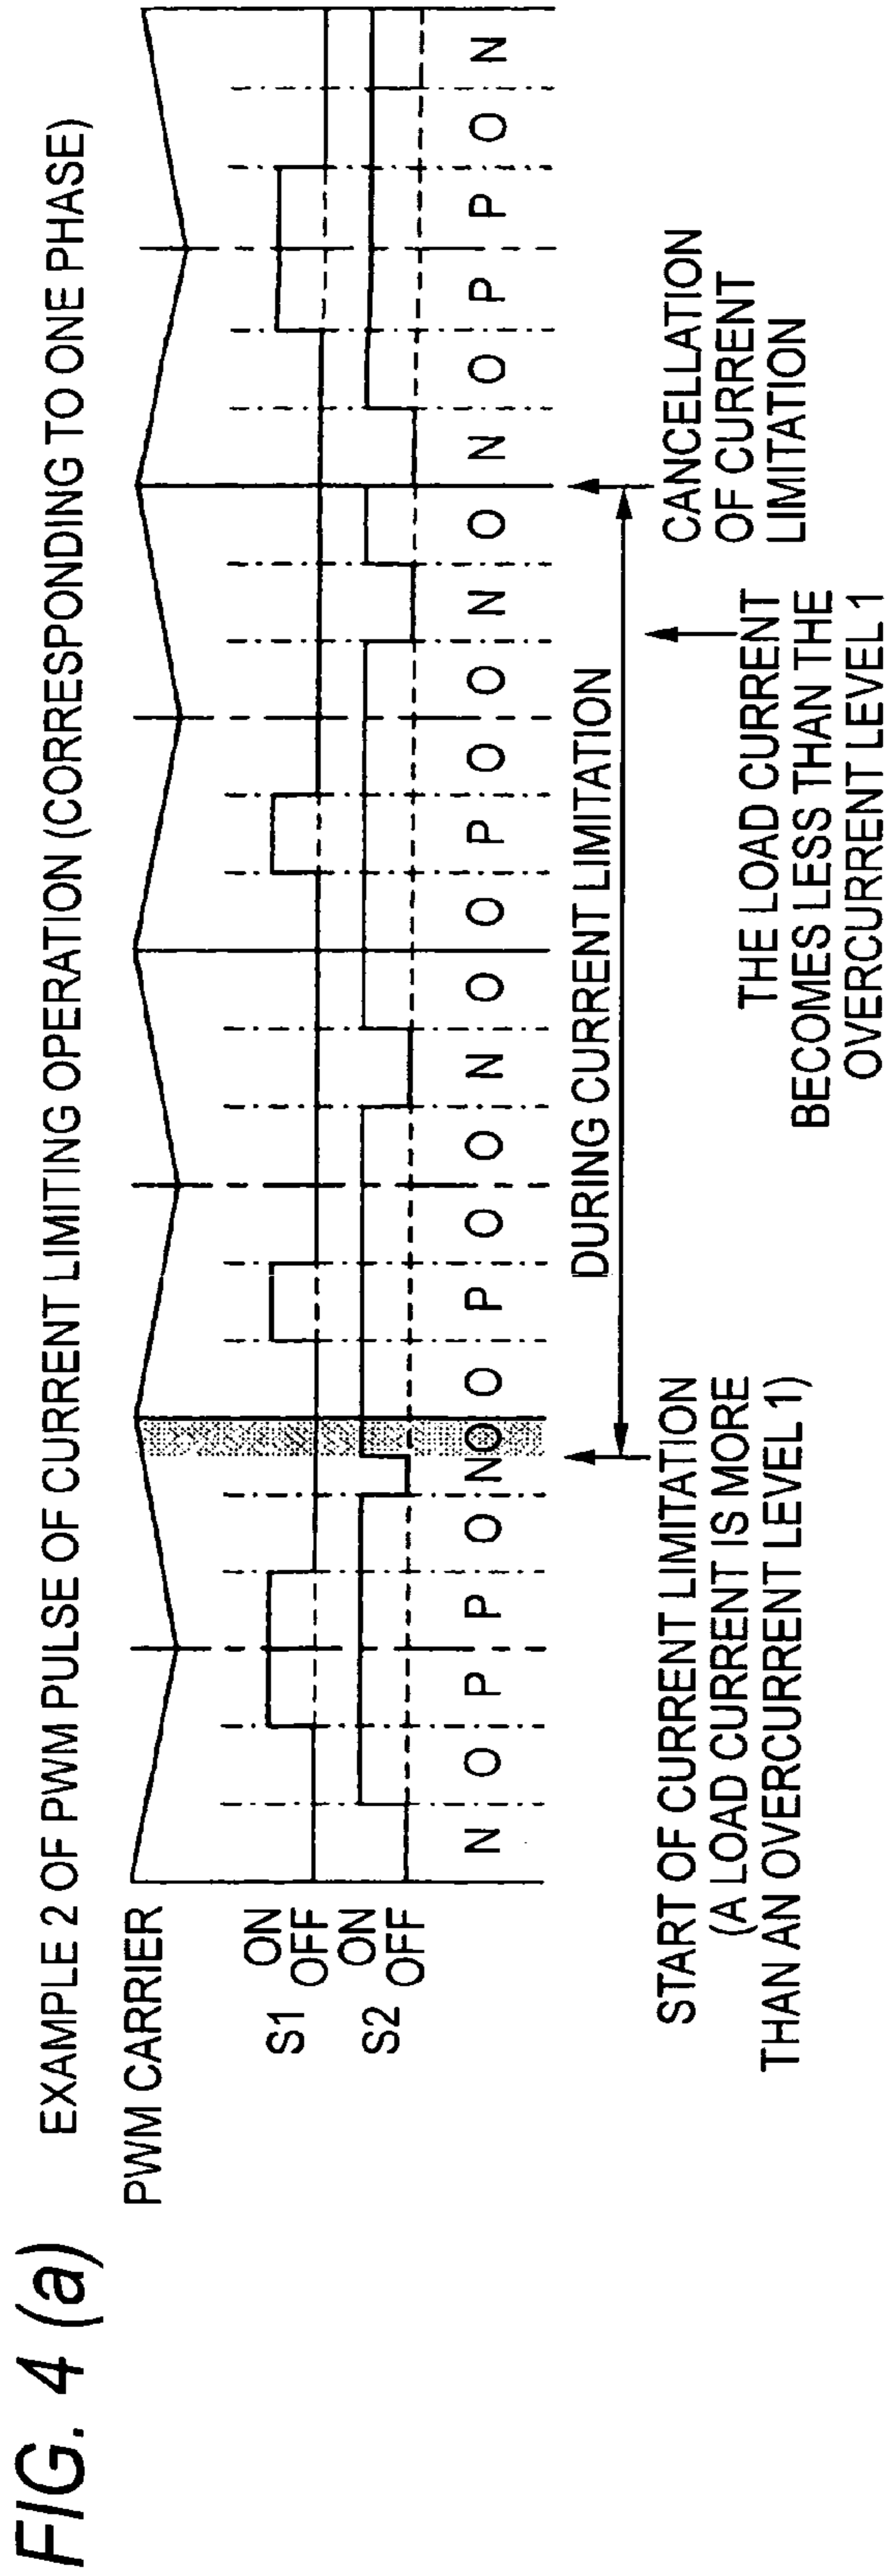 FIG. 4 (a)
EXAMPLE 2 OF PWM PULSE OF CURRENT LIMITING OPERATION (CORRESPONDING TO ONE PHASE)
PWM CARRIER
S1 ON
OFF
S2 ON
OFF
N O P P O N O O P O O N O O P O O N O N O P P O N
DURING CURRENT LIMITATION
START OF CURRENT LIMITATION
(A LOAD CURRENT IS MORE
THAN AN OVERCURRENT LEVEL 1)
THE LOAD CURRENT
BECOMES LESS THAN THE
OVERCURRENT LEVEL 1
CANCELLATION
OF CURRENT
LIMITATION